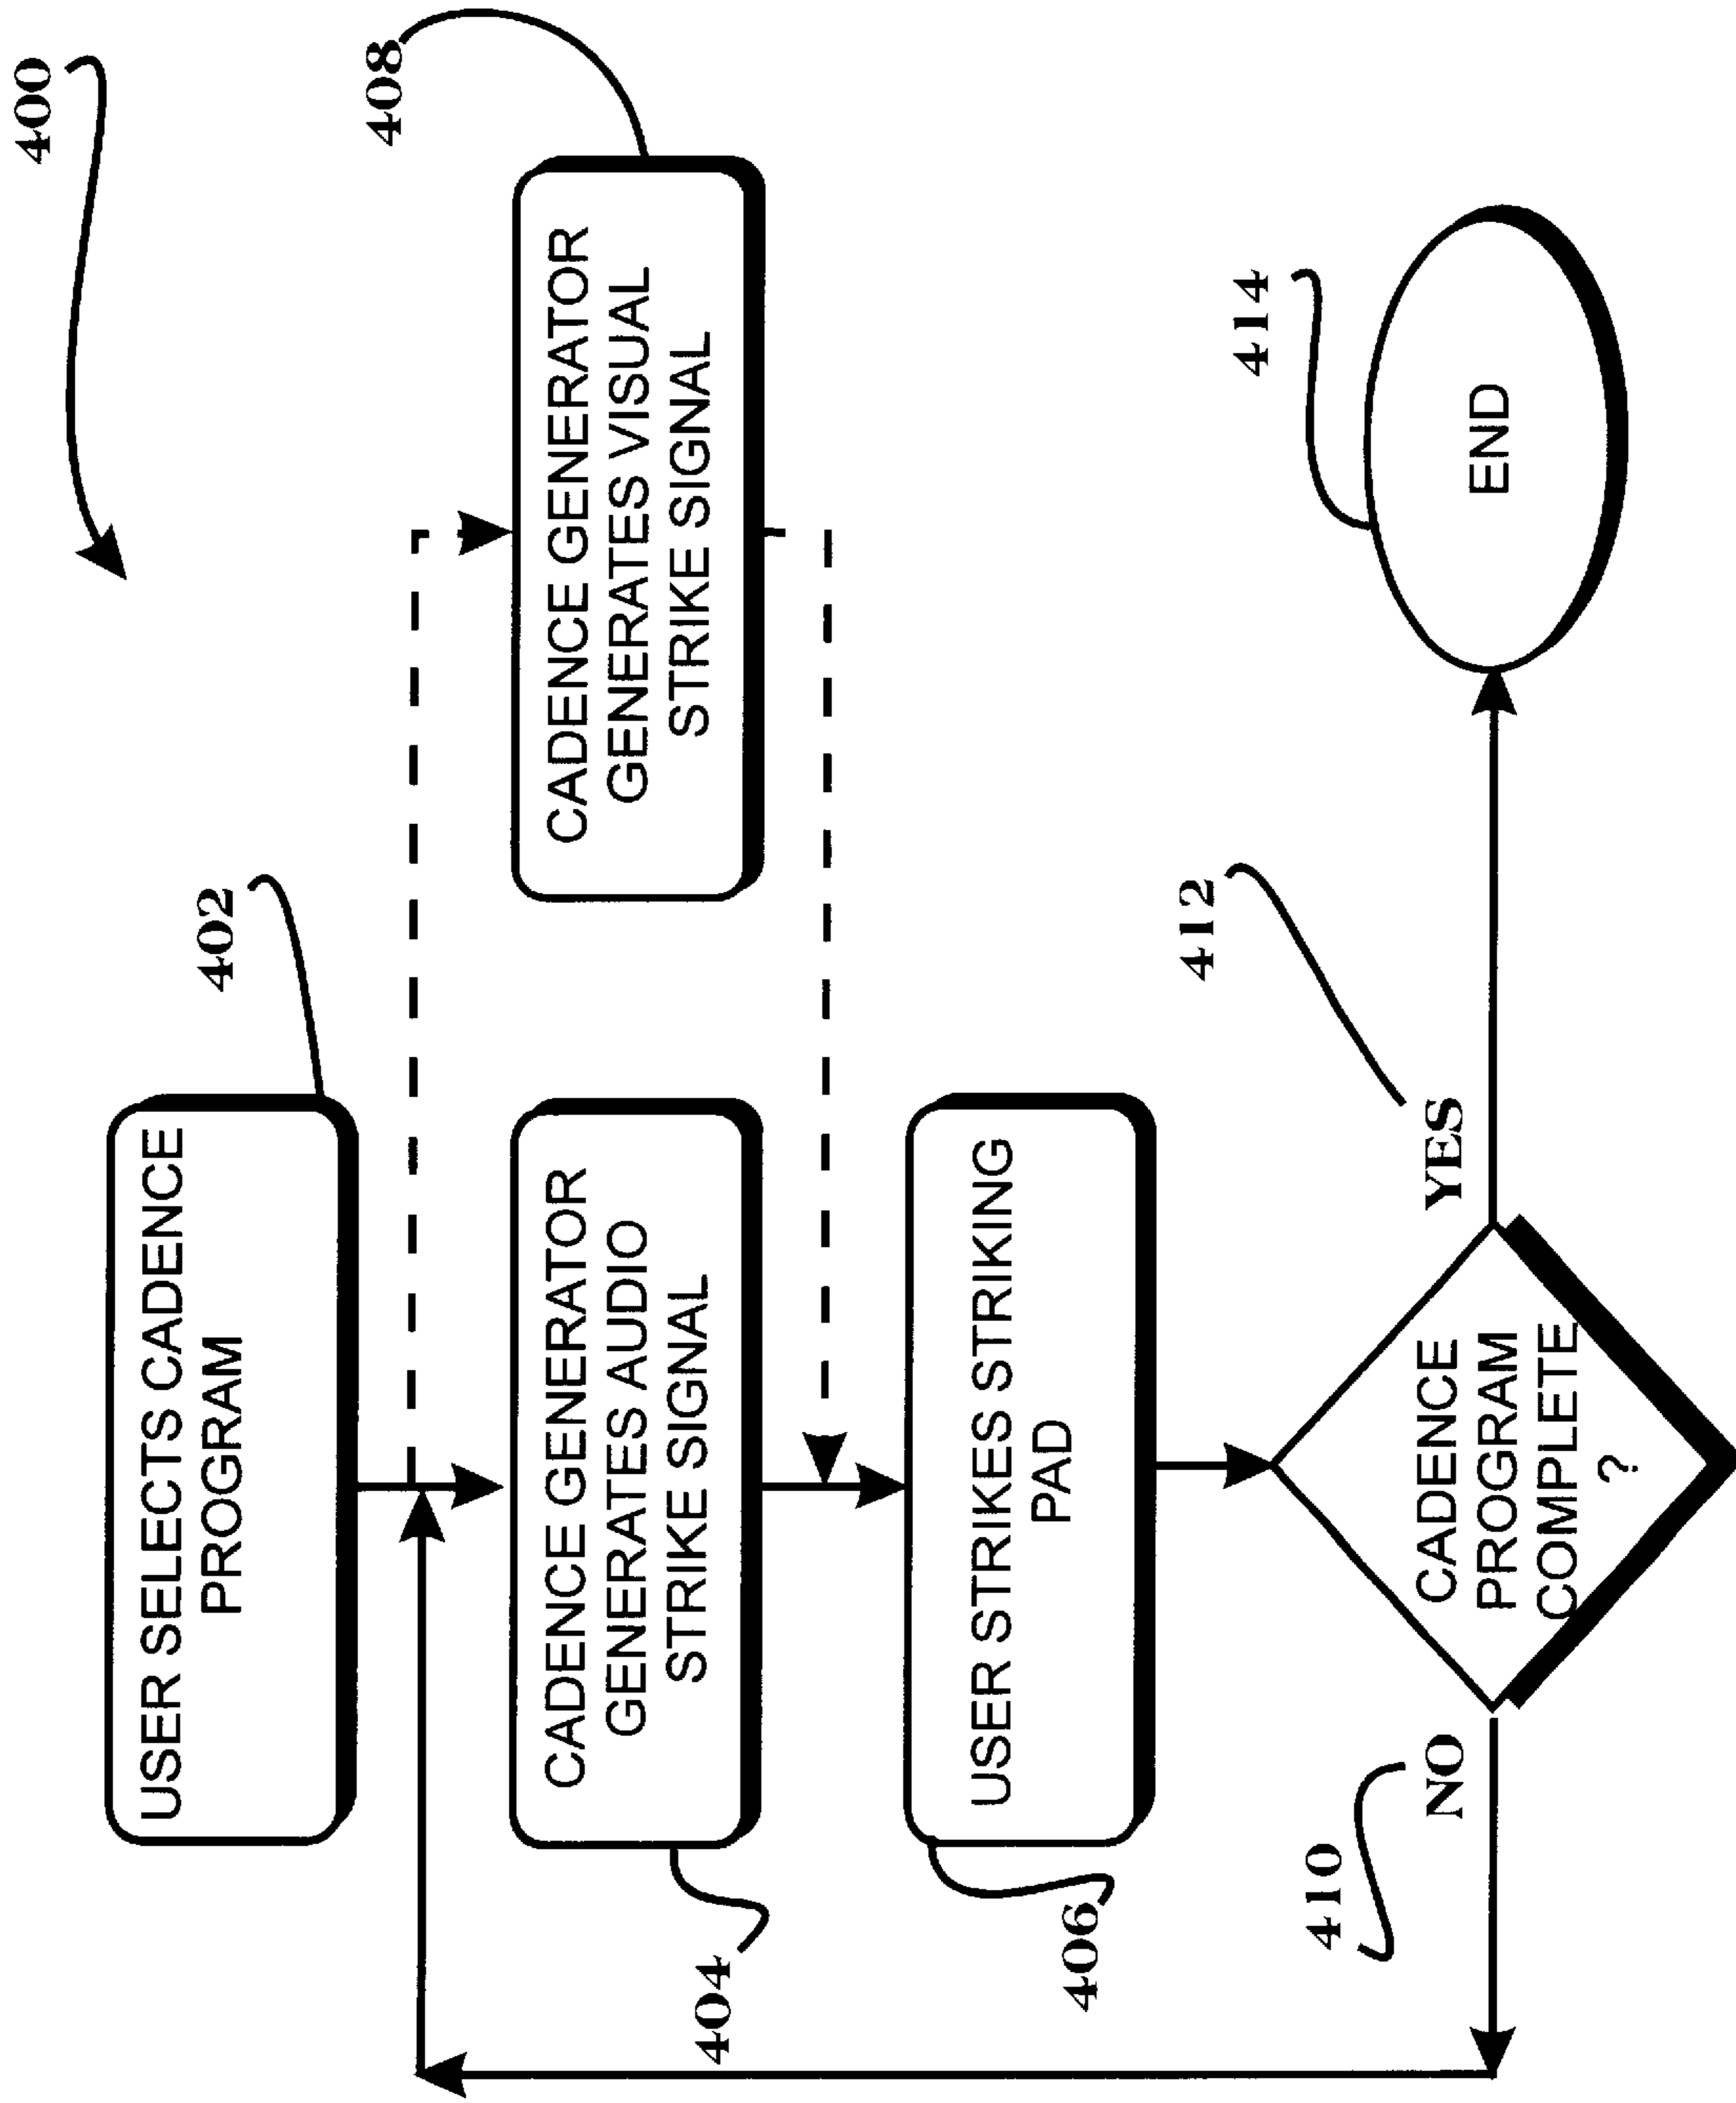 400
402
USER SELECTS CADENCE
PROGRAM
408
CADENCE GENERATOR
GENERATES AUDIO
STRIKE SIGNAL
404
CADENCE GENERATOR
GENERATES VISUAL
STRIKE SIGNAL
USER STRIKES STRIKING
PAD
406
412
414
410
NO
YES
CADENCE
PROGRAM
COMPLETE
?
END